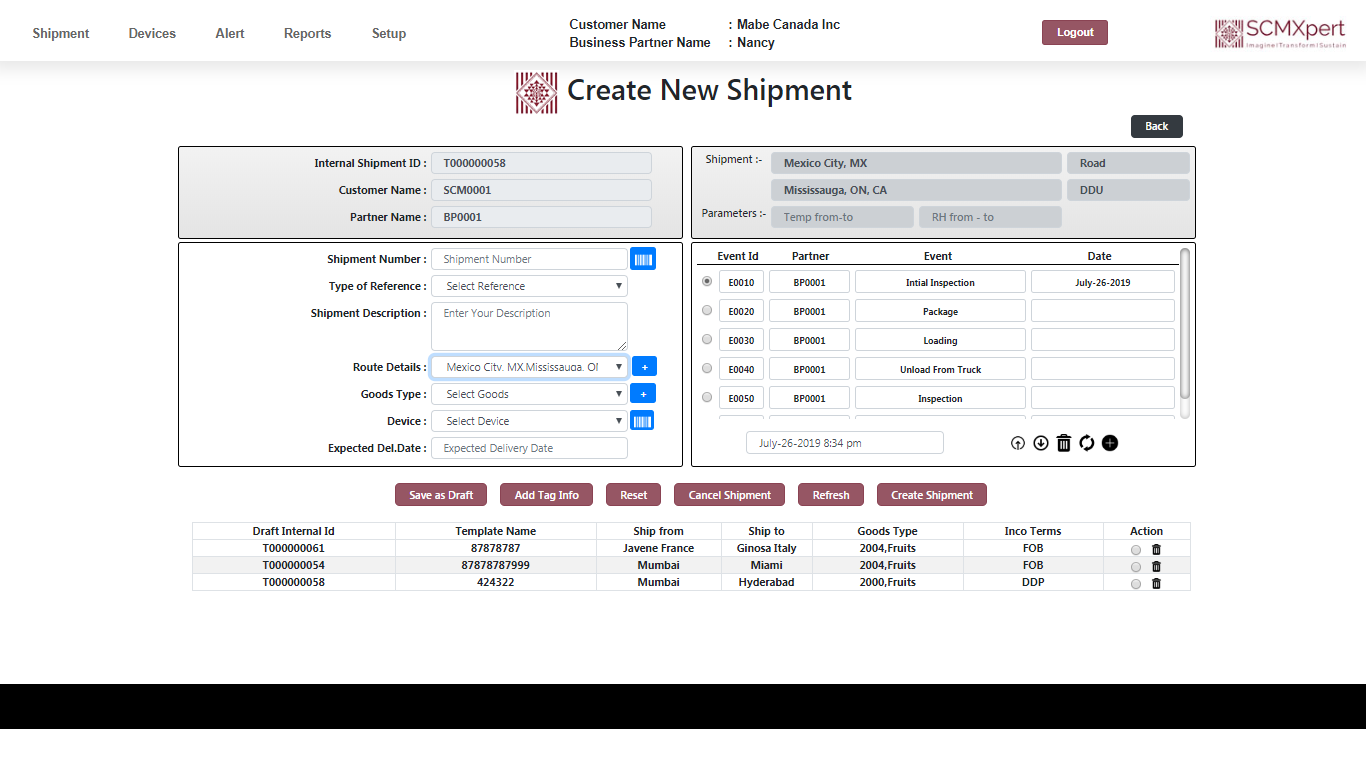 Shipment Devices Alert Reports Setup
Customer Name : Mabe Canada Inc
Business Partner Name : Nancy
Logout
SCMXpert
Imagine|Transform|Sustain
Create New Shipment
Back
Internal Shipment ID : T000000058
Customer Name : SCM0001
Partner Name : BP0001
Shipment :- Mexico City, MX Road
Mississauga, ON, CA DDU
Parameters :- Temp from-to RH from - to
Shipment Number : Shipment Number
Type of Reference : Select Reference
Shipment Description : Enter Your Description
Route Details : Mexico City, MX,Mississauga, ON
Goods Type : Select Goods
Device : Select Device
Expected Del.Date : Expected Delivery Date
Event Id Partner Event Date
E0010 BP0001 Intial Inspection July-26-2019
E0020 BP0001 Package
E0030 BP0001 Loading
E0040 BP0001 Unload From Truck
E0050 BP0001 Inspection
July-26-2019 8:34 pm
Save as Draft Add Tag Info Reset Cancel Shipment Refresh Create Shipment
Draft Internal Id Template Name Ship from Ship to Goods Type Inco Terms Action
T000000061 87878787 Javene France Ginosa Italy 2004,Fruits FOB
T000000054 87878787999 Mumbai Miami 2004,Fruits FOB
T000000058 424322 Mumbai Hyderabad 2000,Fruits DDP